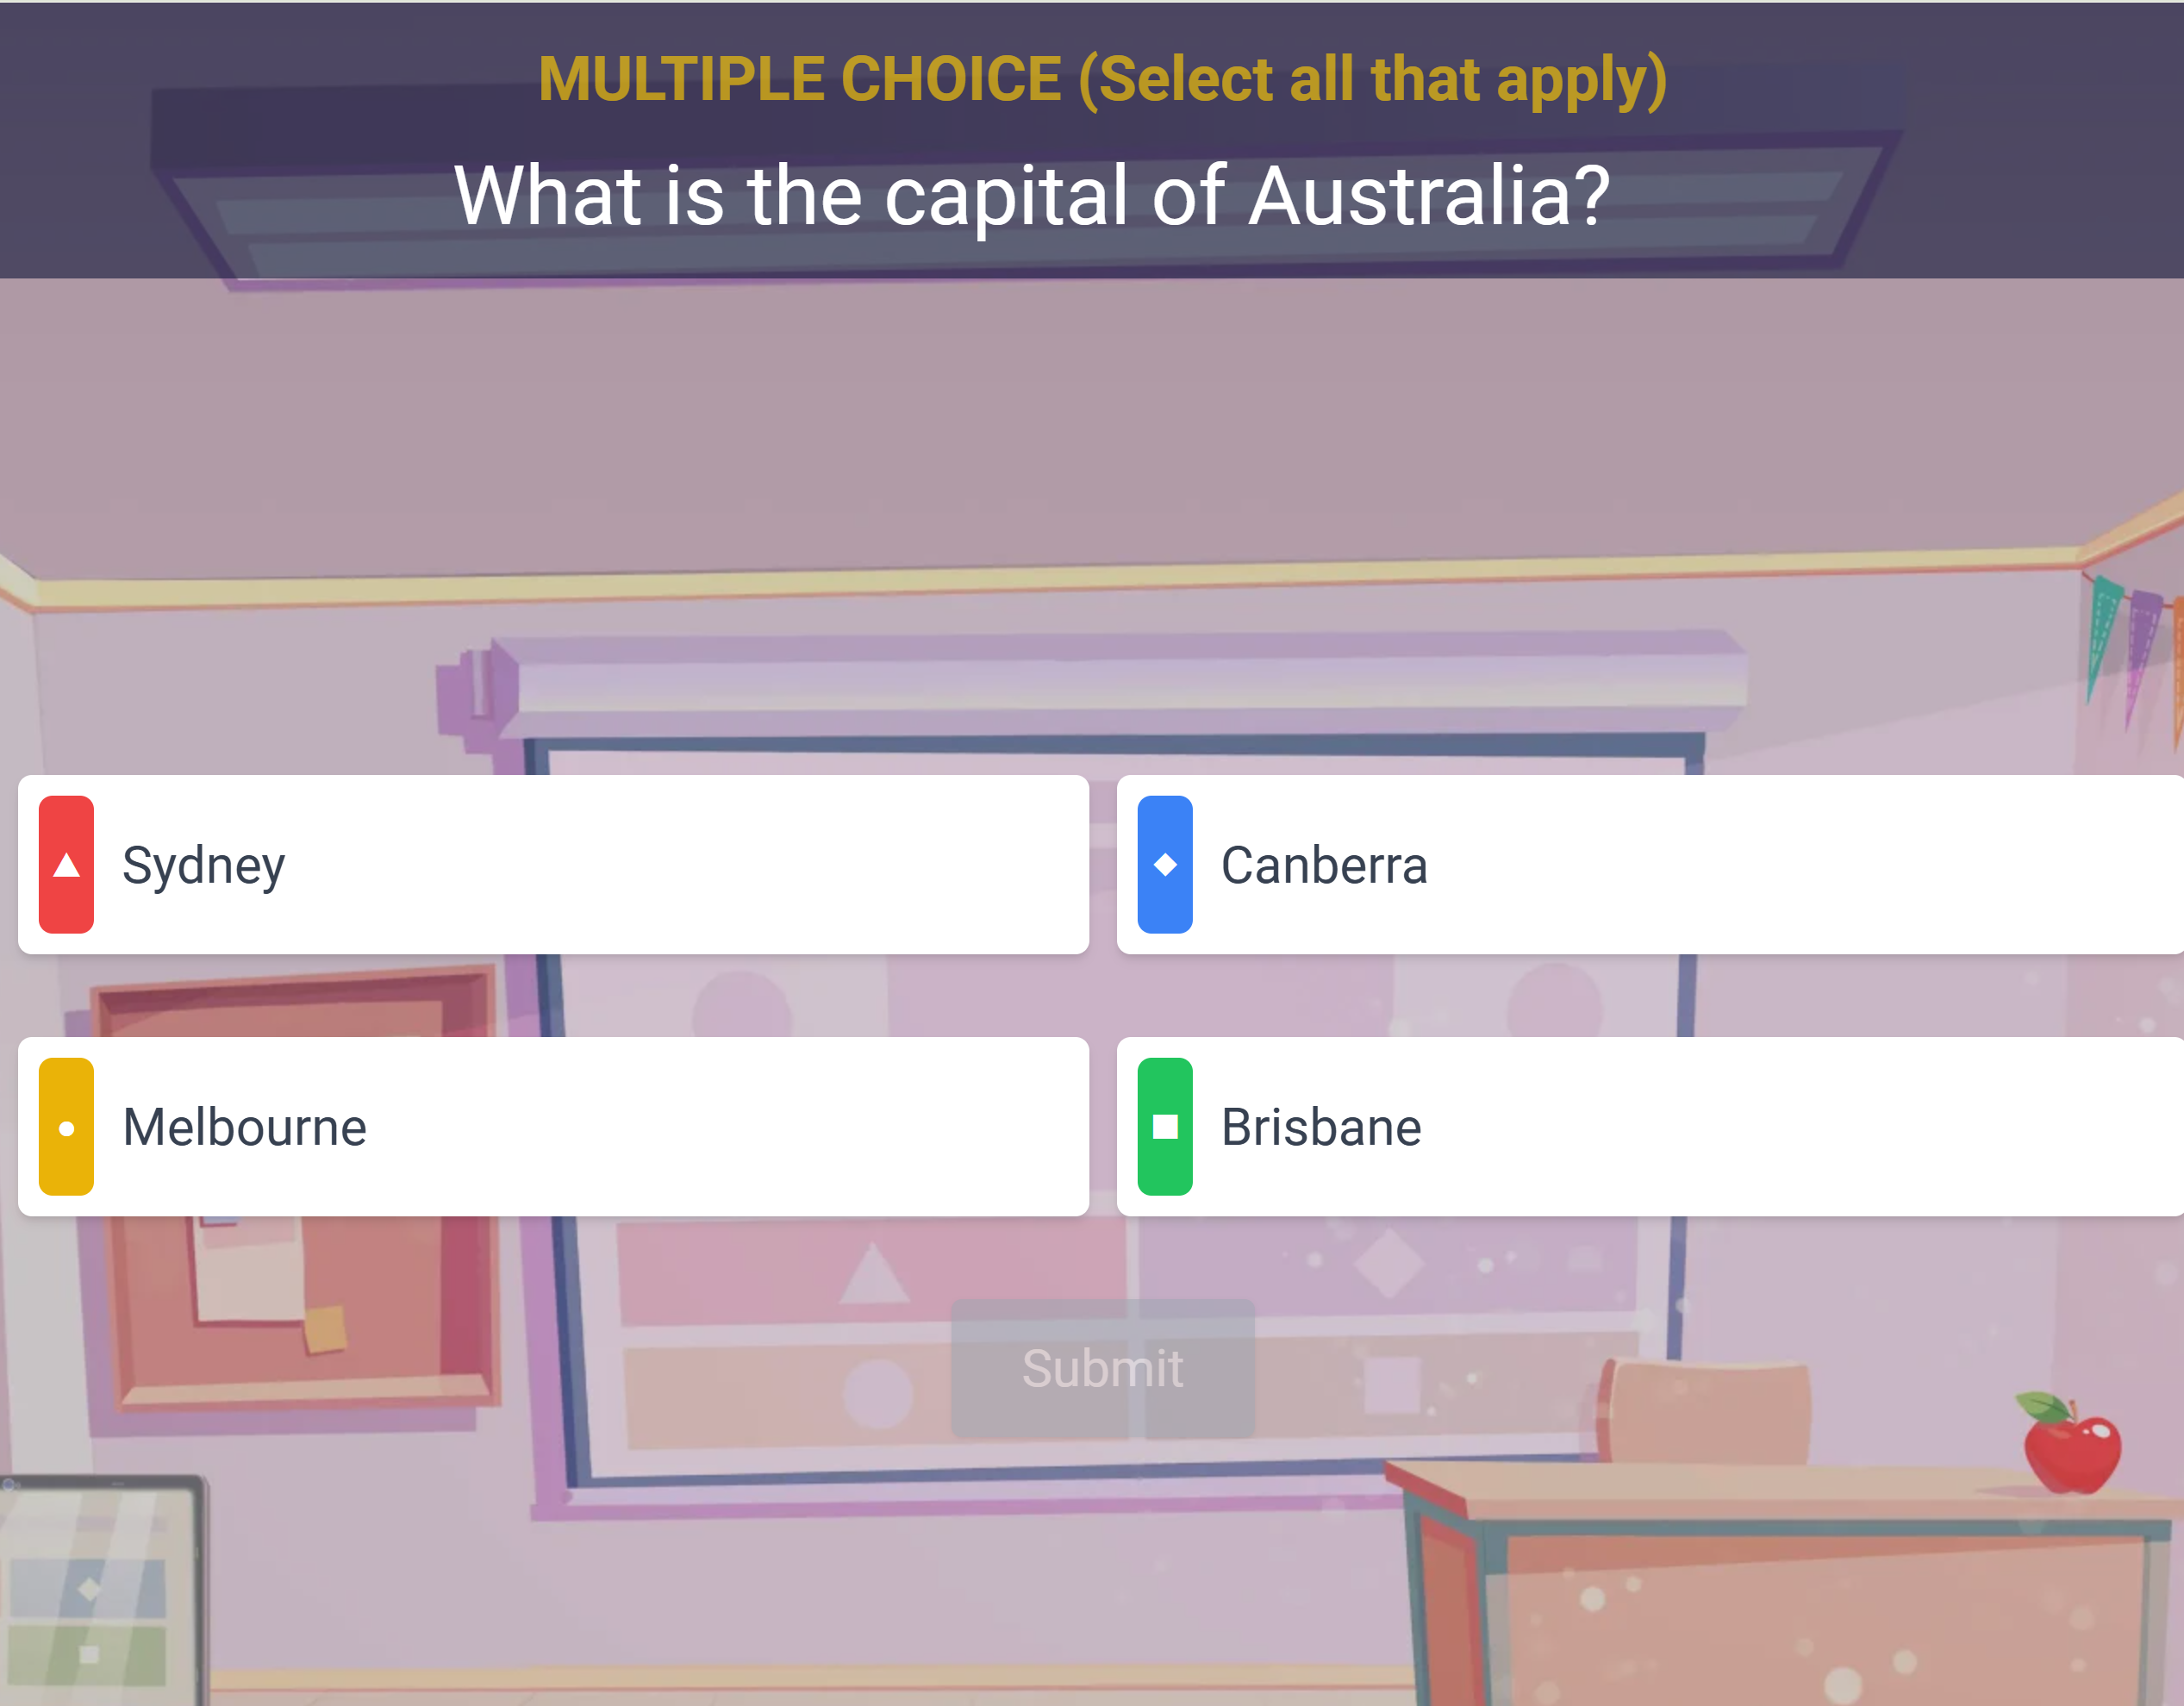 MULTIPLE CHOICE (Select all that apply)
What is the capital of Australia?
Sydney
Canberra
Melbourne
Brisbane
Submit